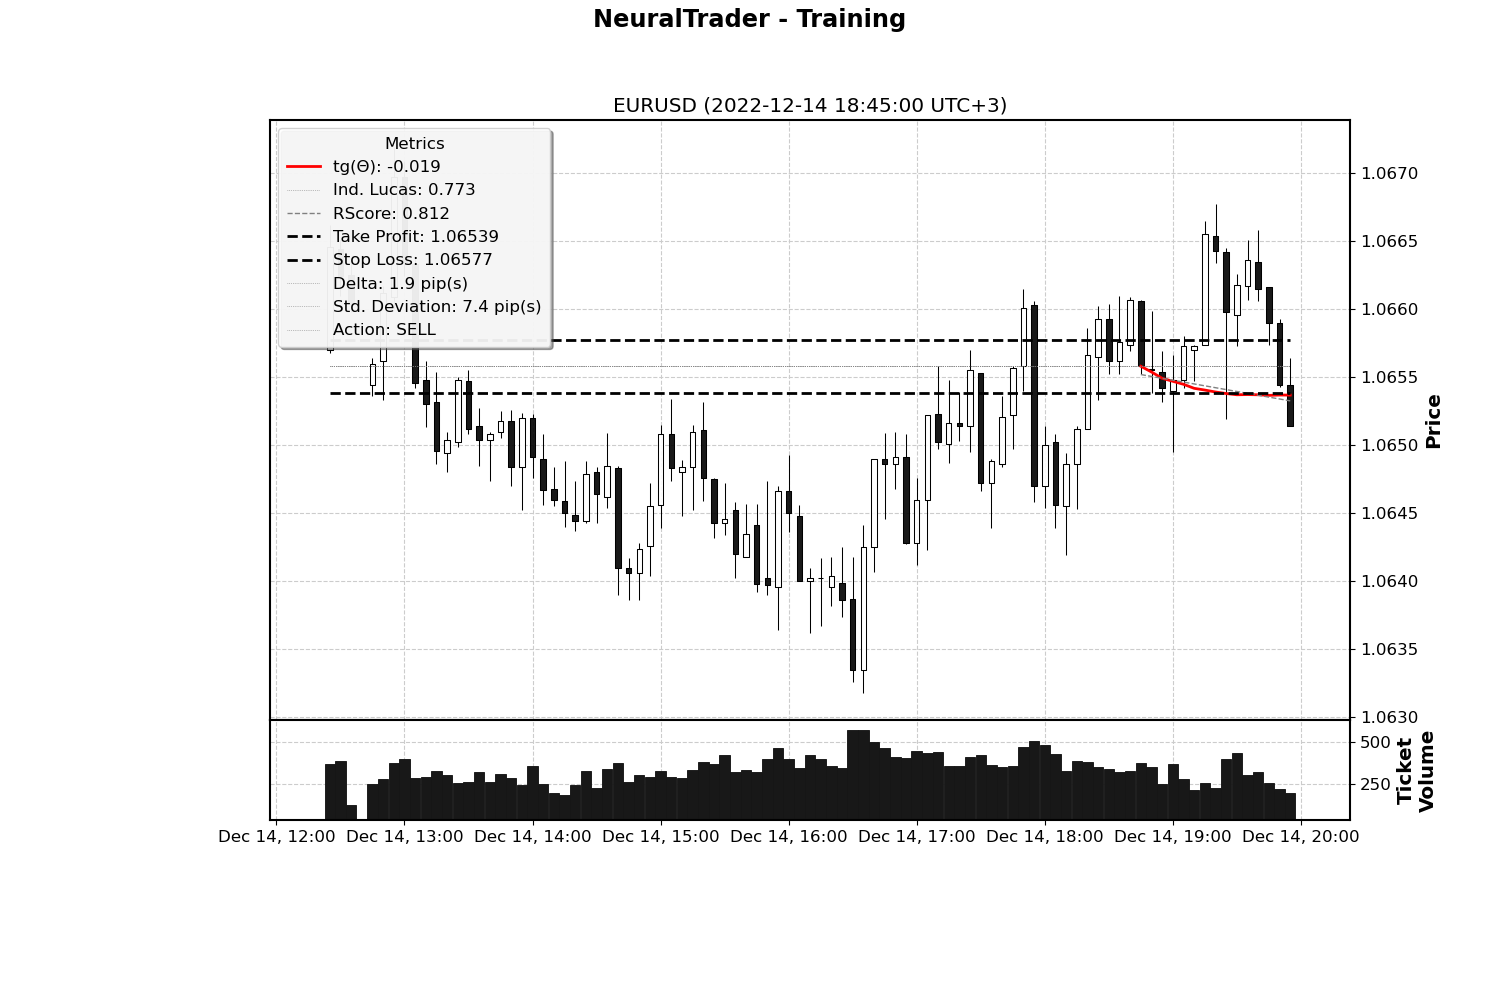 NeuralTrader - Training
EURUSD (2022-12-14 18:45:00 UTC+3)
Metrics
tg(Θ): -0.019
Ind. Lucas: 0.773
RScore: 0.812
Take Profit: 1.06539
Stop Loss: 1.06577
Delta: 1.9 pip(s)
Std. Deviation: 7.4 pip(s)
Action: SELL
1.0670
1.0665
1.0660
1.0655
1.0650
1.0645
1.0640
1.0635
1.0630
Price
500
250
Ticket
Volume
Dec 14, 12:00 Dec 14, 13:00 Dec 14, 14:00 Dec 14, 15:00 Dec 14, 16:00 Dec 14, 17:00 Dec 14, 18:00 Dec 14, 19:00 Dec 14, 20:00